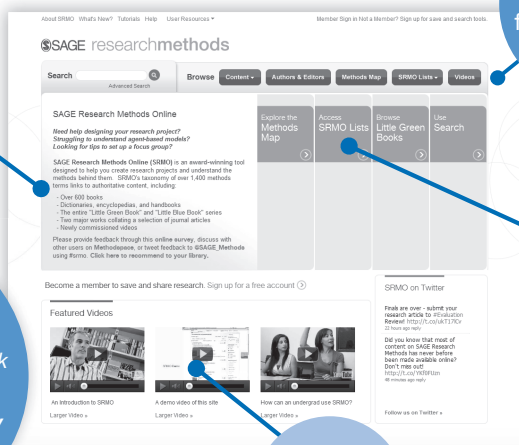 About SRMO What's New? Tutorials Help User Resources ▾
Member Sign in Not a Member? Sign up for save and search tools.
$SAGE researchmethods
Search
Advanced Search
Browse Content ▾ Authors & Editors Methods Map SRMO Lists ▾ Videos
SAGE Research Methods Online
Need help designing your research project?
Struggling to understand agent-based models?
Looking for tips to set up a focus group?
SAGE Research Methods Online (SRMO) is an award-winning tool
designed to help you create research projects and understand the
methods behind them. SRMO's taxonomy of over 1,400 methods
terms links to authoritative content, including:
- Over 600 books
- Dictionaries, encyclopedias, and handbooks
- The entire "Little Green Book" and "Little Blue Book" series
- Two major works collating a selection of journal articles
- Newly commissioned videos
Please provide feedback through this online survey, discuss with
other users on Methodspace, or tweet feedback to @SAGE_Methods
using #srmo. Click here to recommend to your library.
Explore the
Methods
Map
Access
SRMO Lists
Browse
Little Green
Books
Use
Search
Become a member to save and share research. Sign up for a free account
Featured Videos
An Introduction to SRMO
Larger Video »
A demo video of this site
Larger Video »
How can an undergrad use SRMO?
Larger Video »
SRMO on Twitter
Finals are over - submit your
research article to #Evaluation
Review! http://t.co/ukT17lCv
22 hours ago reply
Did you know that most of
content on SAGE Research
Methods has never before
been made available online?
Don't miss out!
48 minutes ago reply
Follow us on Twitter »